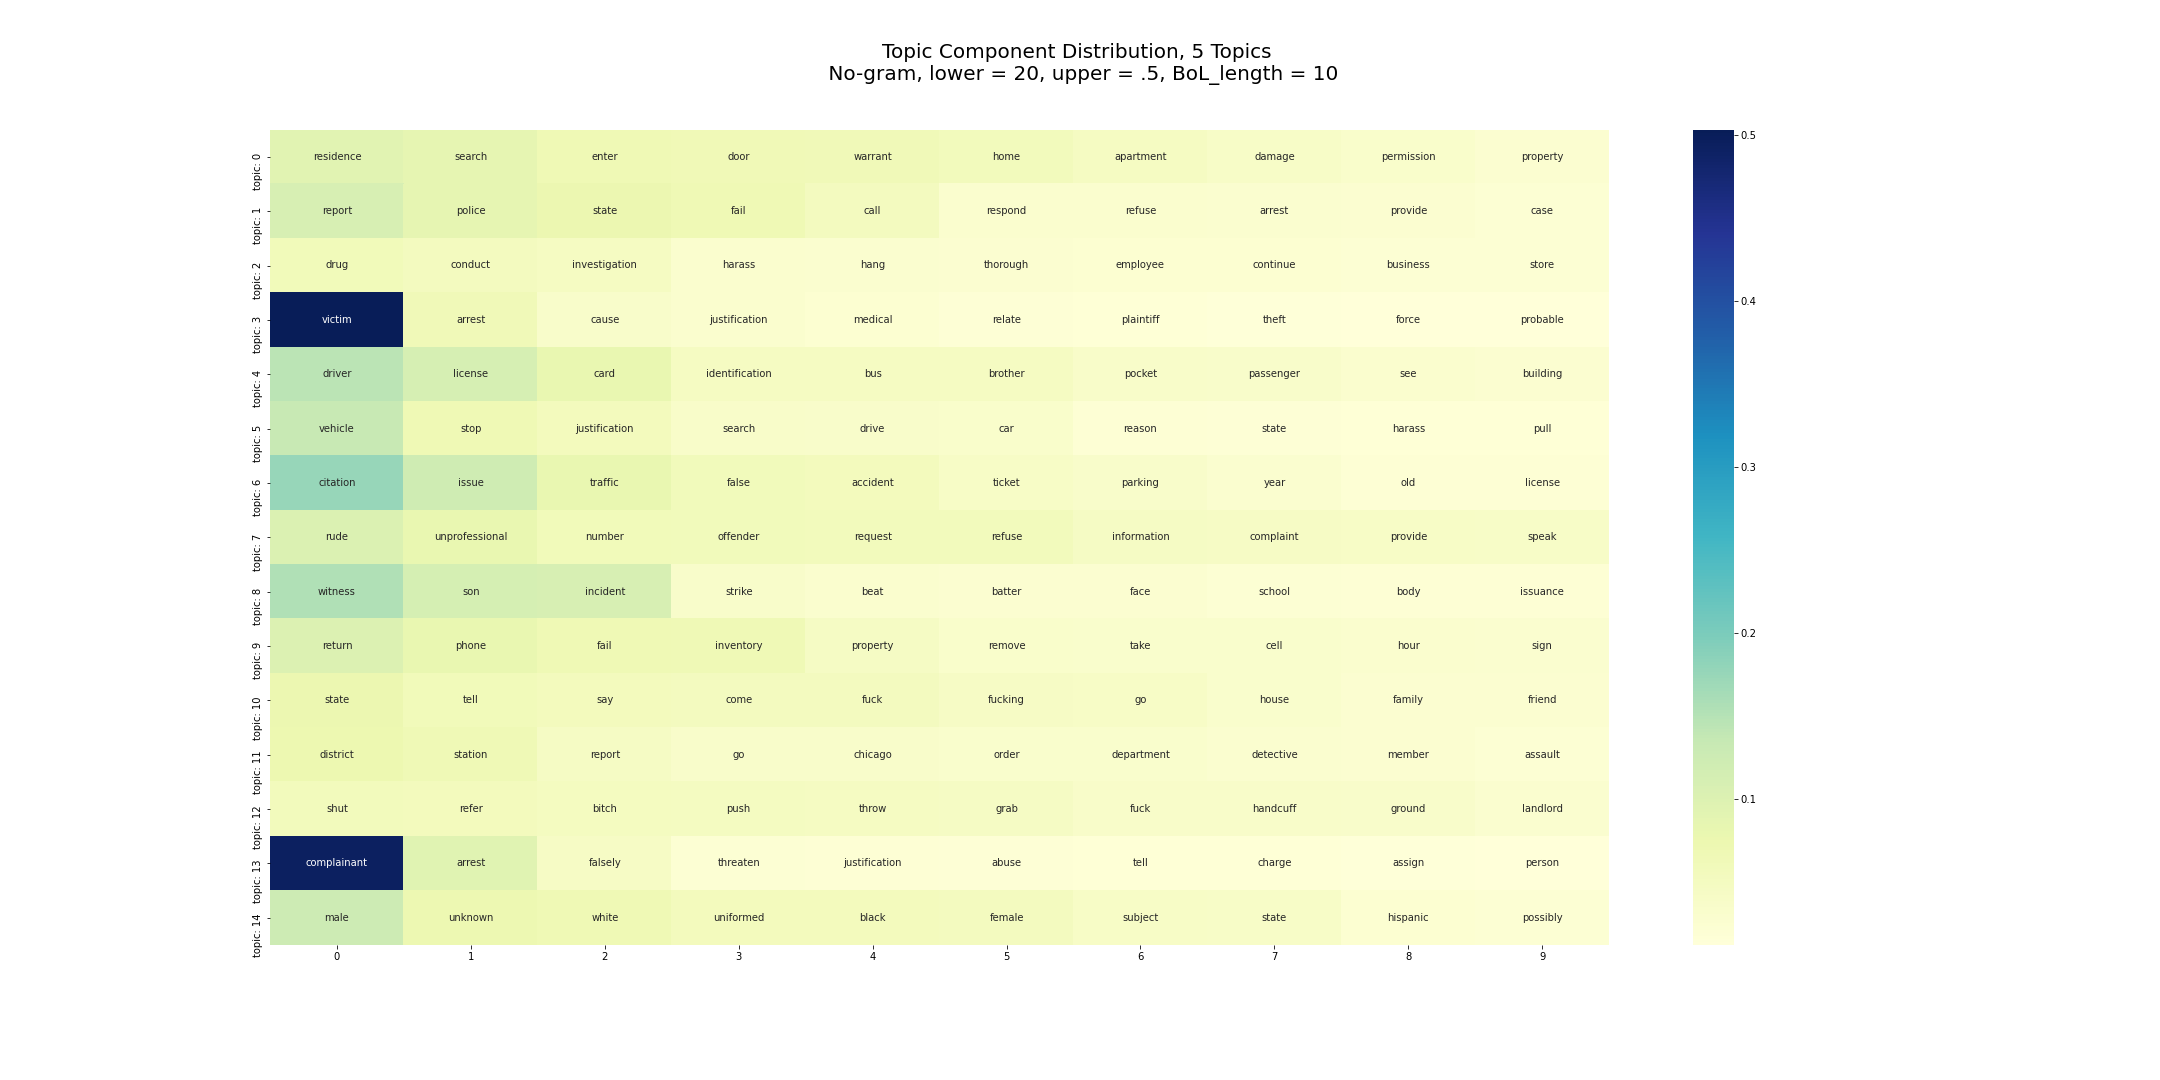 Topic Component Distribution, 5 Topics
No-gram, lower = 20, upper = .5, BoL_length = 10
topic: 0 residence search enter door warrant home apartment damage permission property
topic: 1 report police state fail call respond refuse arrest provide case
topic: 2 drug conduct investigation harass hang thorough employee continue business store
topic: 3 victim arrest cause justification medical relate plaintiff theft force probable
topic: 4 driver license card identification bus brother pocket passenger see building
topic: 5 vehicle stop justification search drive car reason state harass pull
topic: 6 citation issue traffic false accident ticket parking year old license
topic: 7 rude unprofessional number offender request refuse information complaint provide speak
topic: 8 witness son incident strike beat batter face school body issuance
topic: 9 return phone fail inventory property remove take cell hour sign
topic: 10 state tell say come fuck fucking go house family friend
topic: 11 district station report go chicago order department detective member assault
topic: 12 shut refer bitch push throw grab fuck handcuff ground landlord
topic: 13 complainant arrest falsely threaten justification abuse tell charge assign person
topic: 14 male unknown white uniformed black female subject state hispanic possibly
0 1 2 3 4 5 6 7 8 9
0.5
0.4
0.3
0.2
0.1